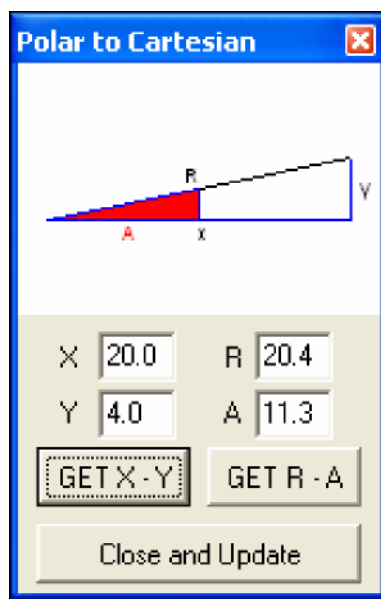 Polar to Cartesian
R
Y
A x
X 20.0 R 20.4
Y 4.0 A 11.3
GET X - Y GET R - A
Close and Update